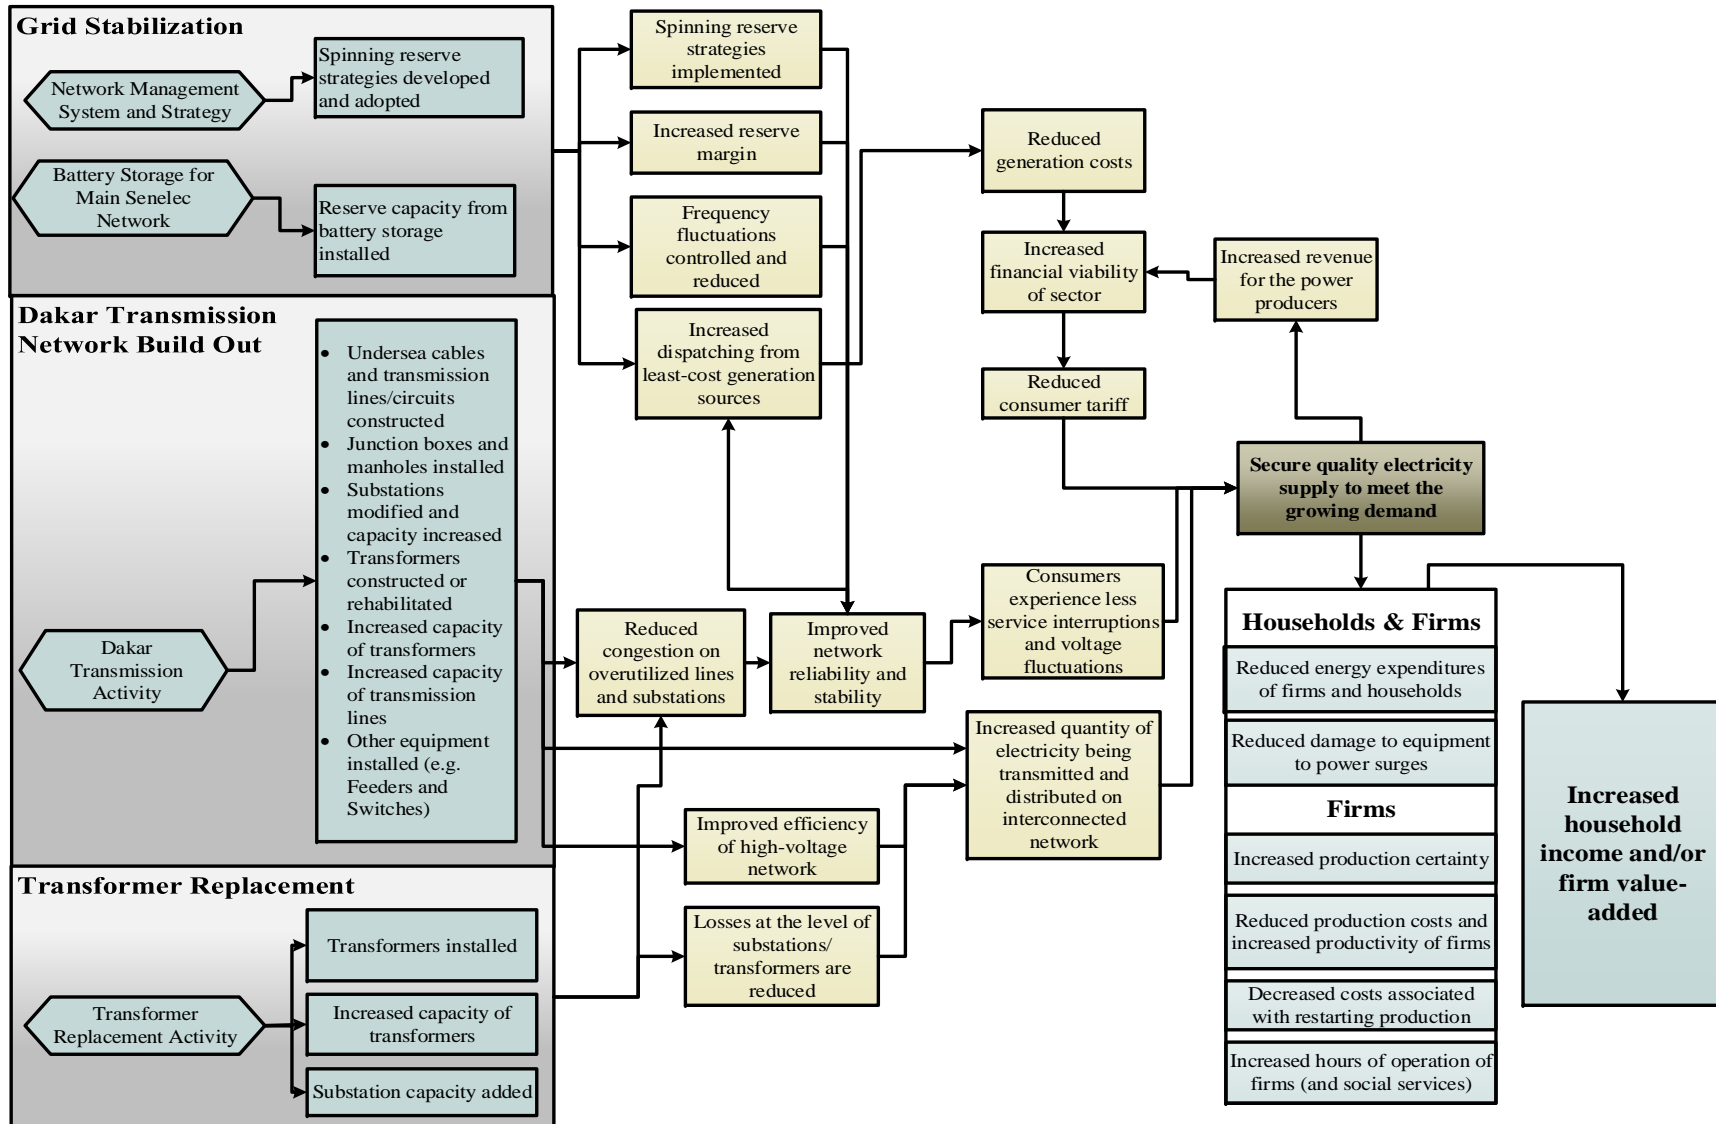 Grid Stabilization
Network Management
System and Strategy
Spinning reserve
strategies developed
and adopted
Battery Storage for
Main Senelec
Network
Reserve capacity from
battery storage
installed
Dakar Transmission
Network Build Out
Dakar
Transmission
Activity
• Undersea cables
and transmission
lines/circuits
constructed
• Junction boxes and
manholes installed
• Substations
modified and
capacity increased
• Transformers
constructed or
rehabilitated
• Increased capacity
of transformers
• Increased capacity
of transmission
lines
• Other equipment
installed (e.g.
Feeders and
Switches)
Transformer Replacement
Transformer
Replacement Activity
Transformers installed
Increased capacity of
transformers
Substation capacity added
Spinning reserve
strategies
implemented
Increased reserve
margin
Frequency
fluctuations
controlled and
reduced
Increased
dispatching from
least-cost generation
sources
Reduced
congestion on
overutilized lines
and substations
Improved
network
reliability and
stability
Improved efficiency
of high-voltage
network
Losses at the level of
substations/
transformers are
reduced
Reduced
generation costs
Increased
financial viability
of sector
Reduced
consumer tariff
Consumers
experience less
service interruptions
and voltage
fluctuations
Increased quantity of
electricity being
transmitted and
distributed on
interconnected
network
Increased revenue
for the power
producers
Secure quality electricity
supply to meet the
growing demand
Households & Firms
Reduced energy expenditures
of firms and households
Reduced damage to equipment
to power surges
Firms
Increased production certainty
Reduced production costs and
increased productivity of firms
Decreased costs associated
with restarting production
Increased hours of operation of
firms (and social services)
Increased
household
income and/or
firm value-
added